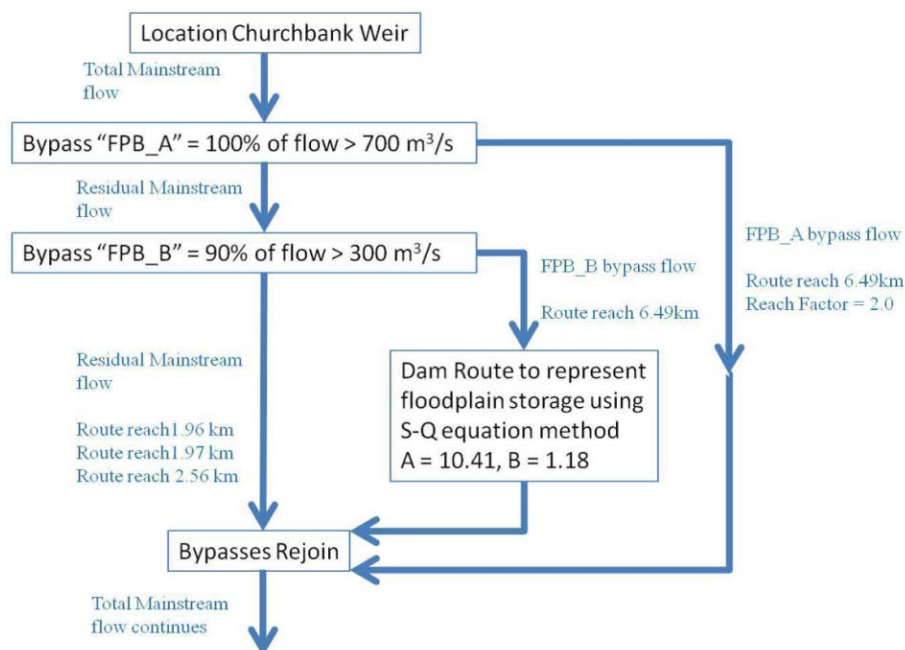 Location Churchbank Weir
Total Mainstream
flow
Bypass “FPB_A” = 100% of flow > 700 m³/s
Residual Mainstream
flow
FPB_A bypass flow
Route reach 6.49km
Reach Factor = 2.0
Bypass “FPB_B” = 90% of flow > 300 m³/s
FPB_B bypass flow
Route reach 6.49km
Residual Mainstream
flow
Route reach1.96 km
Route reach 1.97 km
Route reach 2.56 km
Dam Route to represent
floodplain storage using
S-Q equation method
A = 10.41, B = 1.18
Bypasses Rejoin
Total Mainstream
flow continues